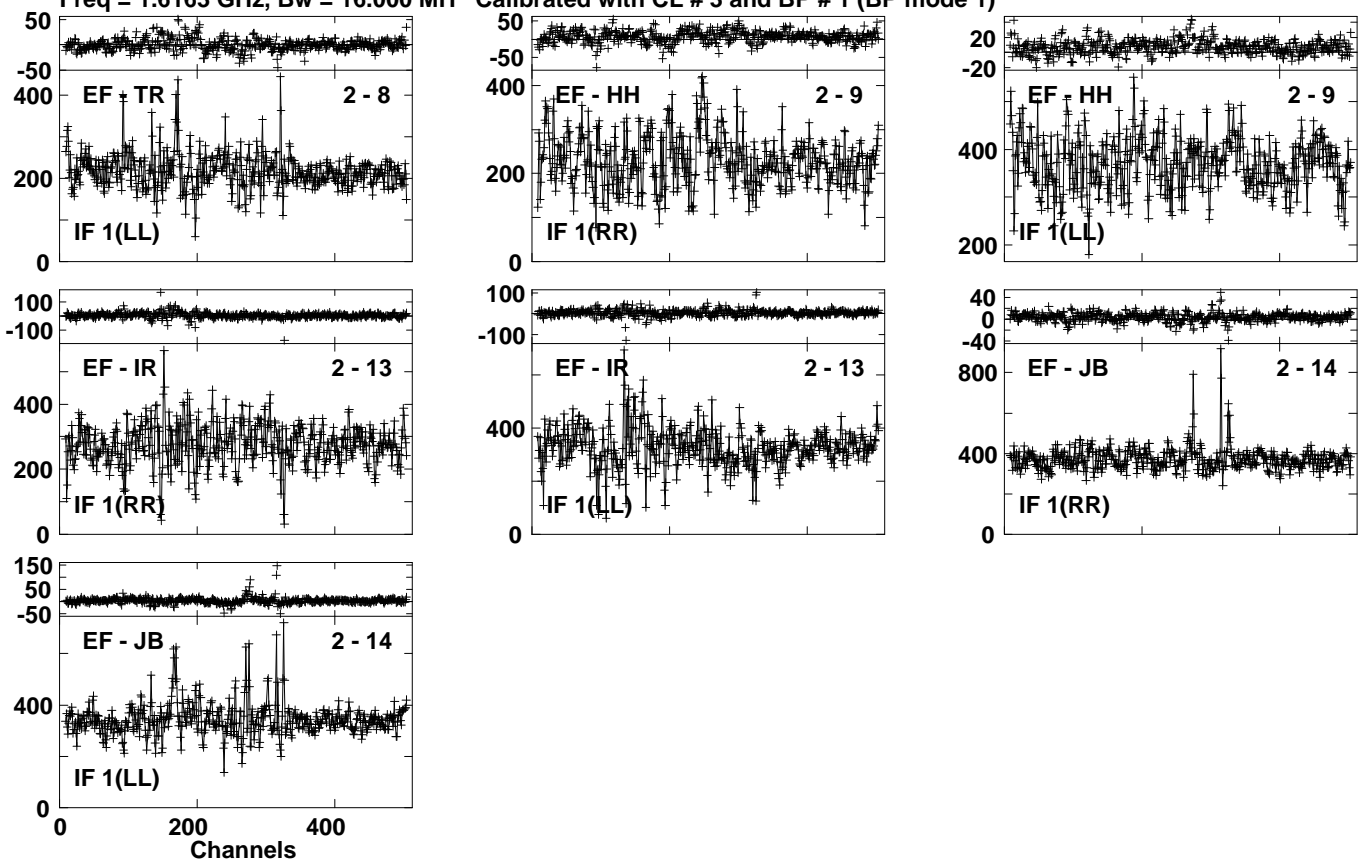 Freq = 1.6163 GHz, Bw = 16.000 MH Calibrated with CL # 3 and BP # 1 (BP mode 1)
50
-50
400
200
0
EF - TR
2 - 8
IF 1(LL)
50
-50
400
200
0
EF - HH
2 - 9
IF 1(RR)
20
-20
400
200
EF - HH
2 - 9
IF 1(LL)
100
-100
400
200
0
EF - IR
2 - 13
IF 1(RR)
100
-100
400
0
EF - IR
2 - 13
IF 1(LL)
40
0
-40
800
400
0
EF - JB
2 - 14
IF 1(RR)
150
50
-50
400
0
EF - JB
2 - 14
IF 1(LL)
0
200
400
Channels